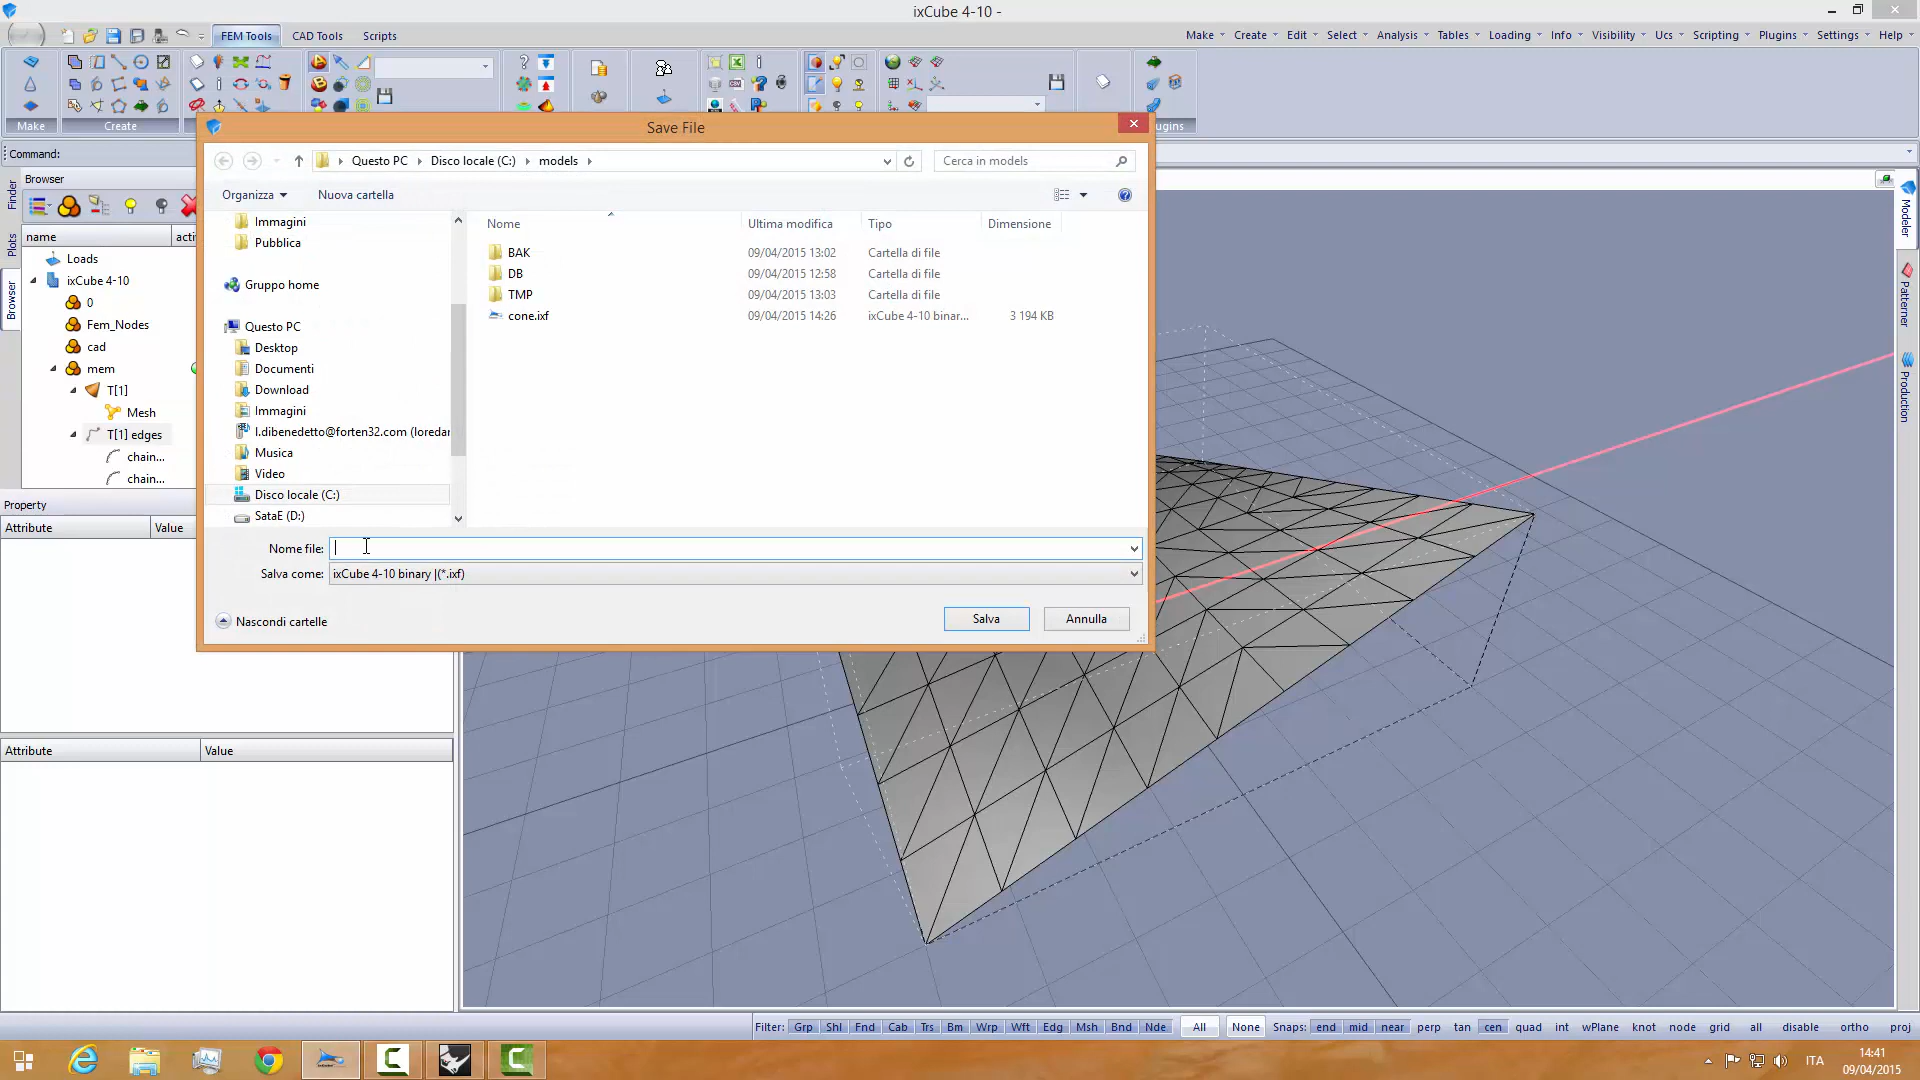 ixCube 4-10 -
FEM Tools
CAD Tools
Scripts
Make
Create
Edit
Select
Analysis
Tables
Loading
Info
Visibility
Ucs
Scripting
Plugins
Settings
Help
Make
Create
ugins
Command:
Save File
Questo PC
Disco locale (C:)
models
Cerca in models
Organizza
Nuova cartella
Nome
Ultima modifica
Tipo
Dimensione
Immagini
Pubblica
Gruppo home
Questo PC
Desktop
Documenti
Download
Immagini
l.dibenedetto@forten32.com (loredar
Musica
Video
Disco locale (C:)
SataE (D:)
BAK 09/04/2015 13:02 Cartella di file
DB 09/04/2015 12:58 Cartella di file
TMP 09/04/2015 13:03 Cartella di file
cone.ixf 09/04/2015 14:26 ixCube 4-10 binar... 3 194 KB
Nome file:
Salva come: ixCube 4-10 binary |(*.ixf)
Nascondi cartelle
Salva
Annulla
Finder
Plots
Browser
Browser
name
acti
Loads
ixCube 4-10
0
Fem_Nodes
cad
mem
T[1]
Mesh
T[1] edges
chain...
chain...
Property
Attribute
Value
Attribute
Value
Modeler
Patterner
Production
Filter: Grp Shl Fnd Cab Trs Bm Wrp Wft Edg Msh Bnd Nde All None Snaps: end mid near perp tan cen quad int wPlane knot node grid all disable ortho proj
ITA
14:41
09/04/2015